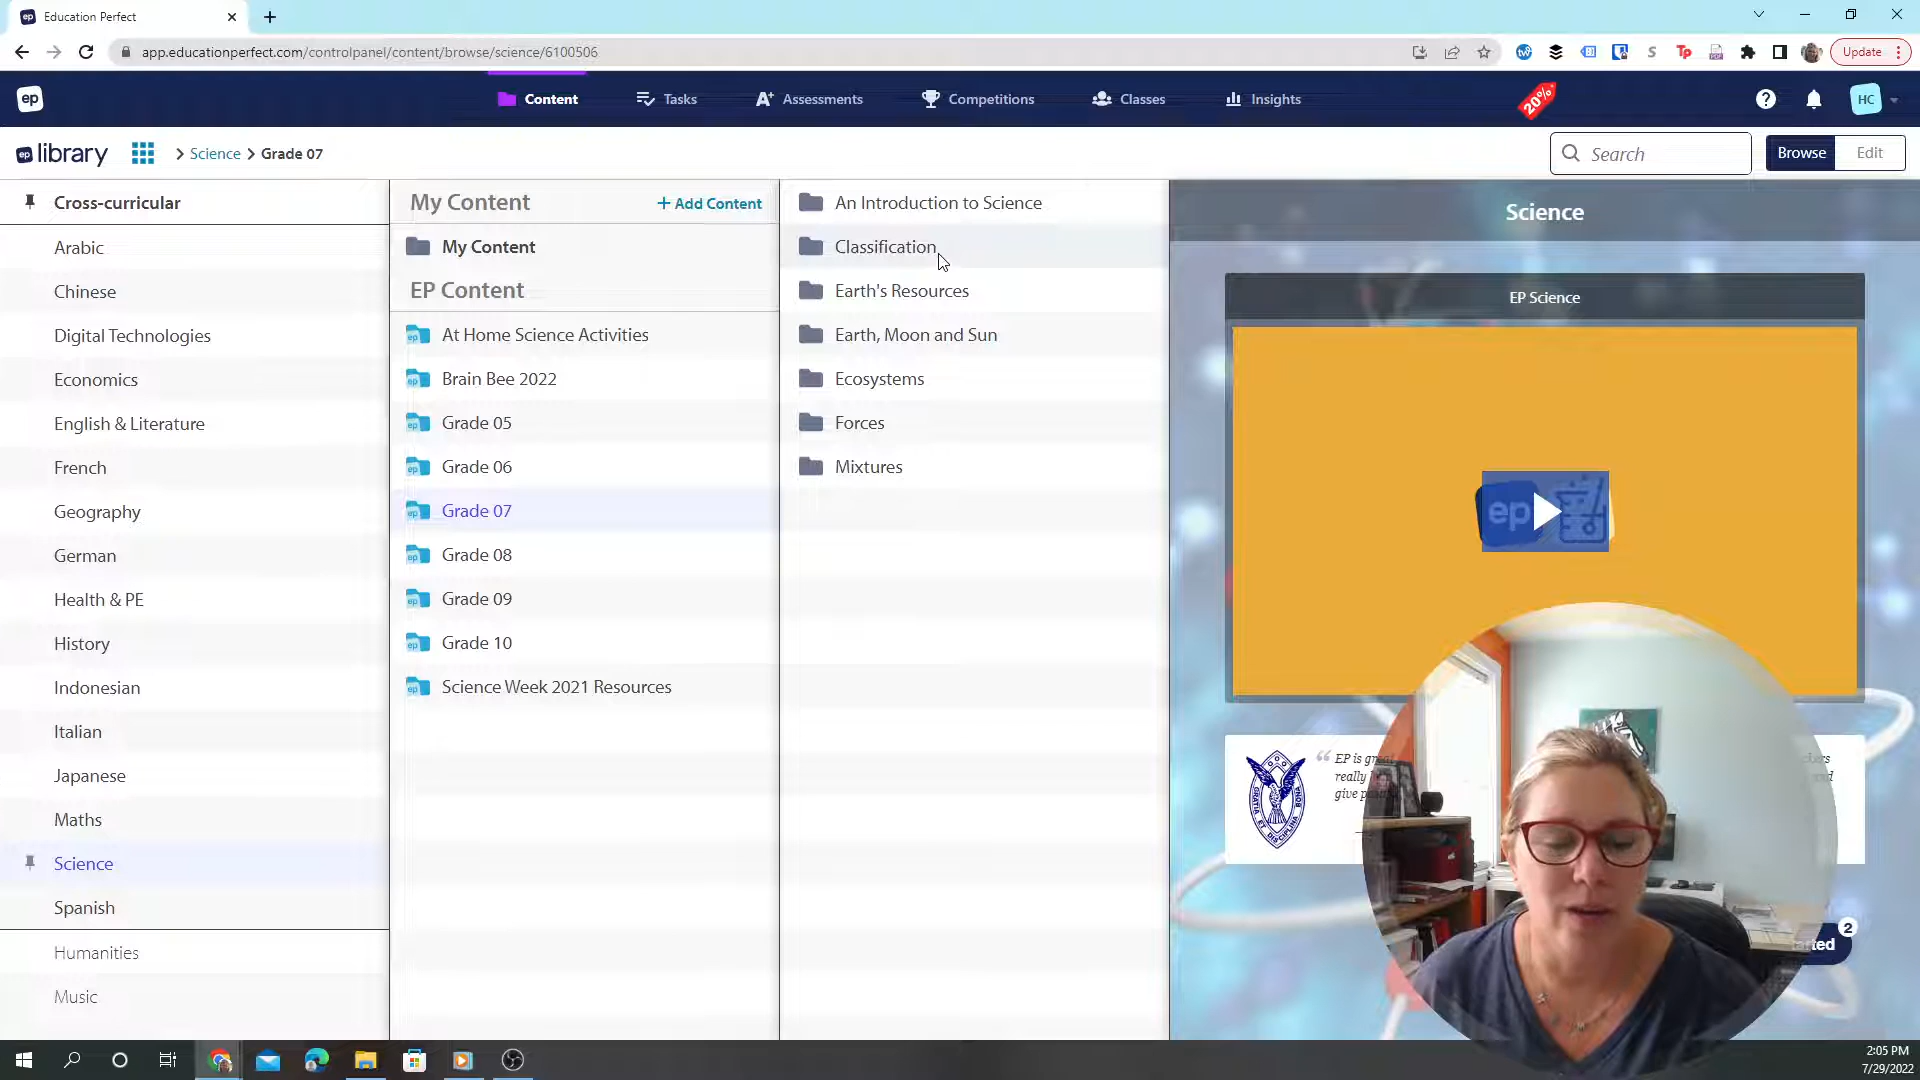 ep Education Perfect
app.educationperfect.com/controlpanel/content/browse/science/6100506
Update
ep
Content
Tasks
Assessments
Competitions
Classes
Insights
20%
HC
ep library
Science
Grade 07
Search
Browse
Edit
Cross-curricular
Arabic
Chinese
Digital Technologies
Economics
English & Literature
French
Geography
German
Health & PE
History
Indonesian
Italian
Japanese
Maths
Science
Spanish
Humanities
Music
My Content
+ Add Content
My Content
EP Content
At Home Science Activities
Brain Bee 2022
Grade 05
Grade 06
Grade 07
Grade 08
Grade 09
Grade 10
Science Week 2021 Resources
An Introduction to Science
Classification
Earth's Resources
Earth, Moon and Sun
Ecosystems
Forces
Mixtures
Science
EP Science
ep
“ EP is
really
give
2
2:05 PM
7/29/2022